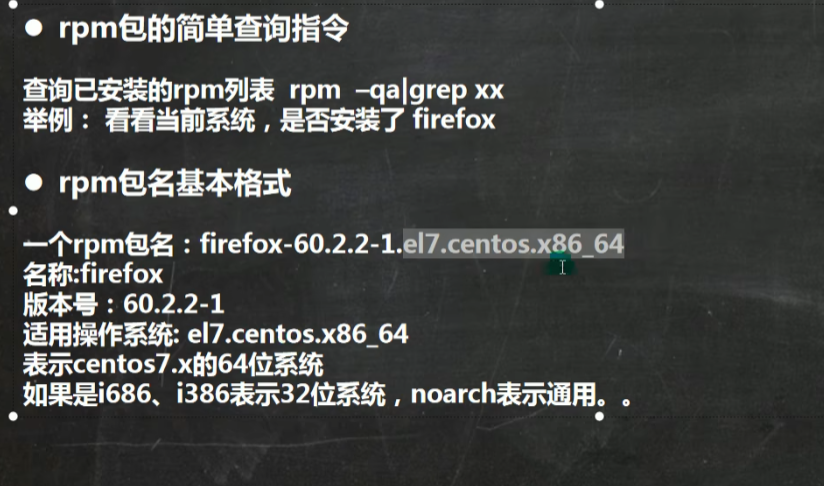 ● rpm包的简单查询指令
查询已安装的rpm列表 rpm –qa|grep xx
举例： 看看当前系统，是否安装了 firefox
● rpm包名基本格式
一个rpm包名：firefox-60.2.2-1.el7.centos.x86_64
名称:firefox
版本号：60.2.2-1
适用操作系统: el7.centos.x86_64
表示centos7.x的64位系统
如果是i686、i386表示32位系统，noarch表示通用。。